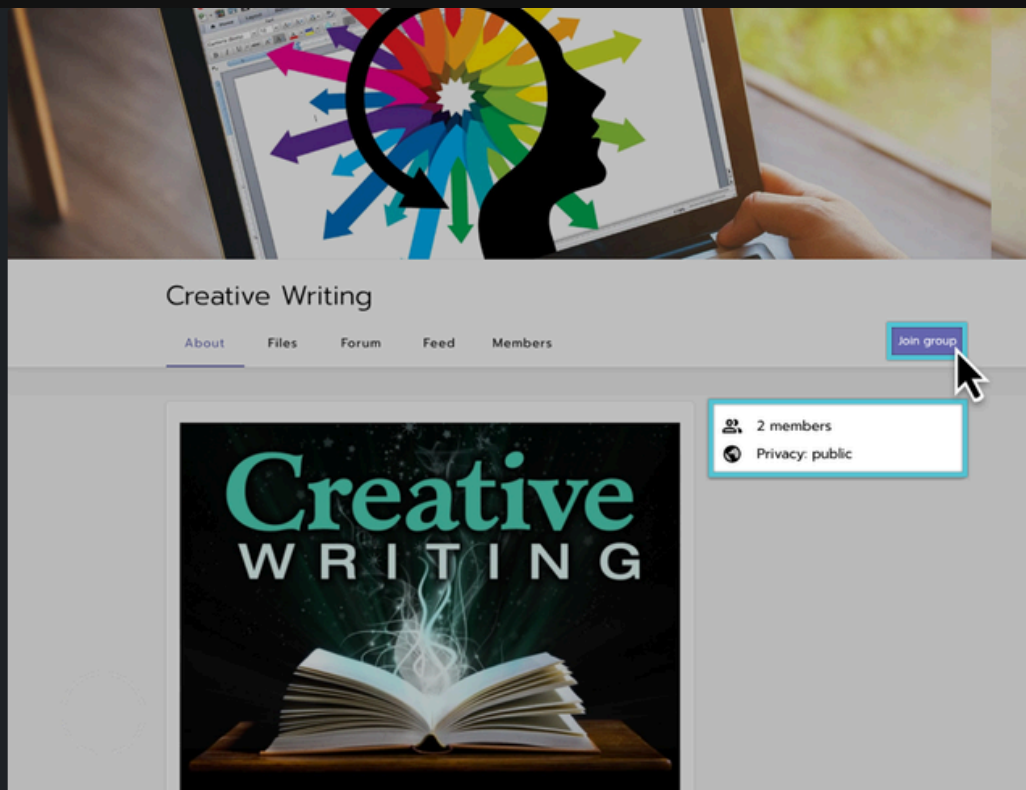 Creative Writing
About Files Forum Feed Members
Join group
2 members
Privacy: public
Creative
WRITING